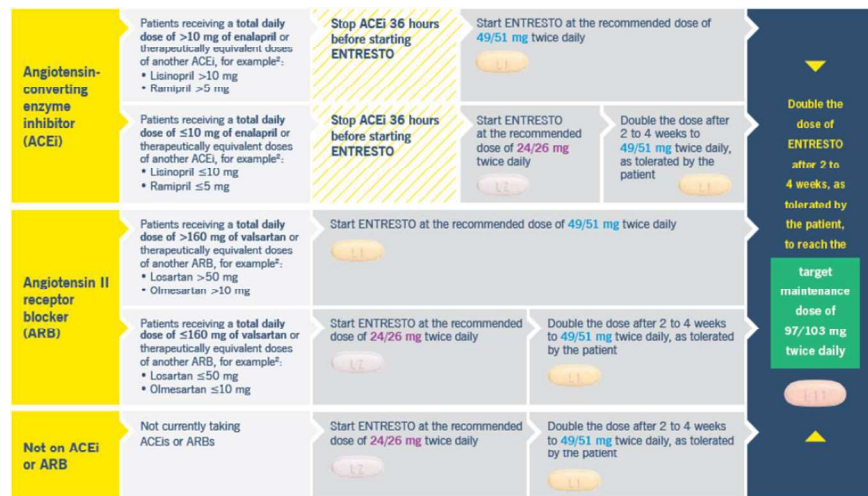 Angiotensin-
converting
enzyme
inhibitor
(ACEi)
Patients receiving a total daily
dose of >10 mg of enalapril or
therapeutically equivalent doses
of another ACEi, for example²:
• Lisinopril >10 mg
• Ramipril >5 mg
Stop ACEi 36 hours
before starting
ENTRESTO
Start ENTRESTO at the recommended dose of
49/51 mg twice daily
L1
Patients receiving a total daily
dose of ≤10 mg of enalapril or
therapeutically equivalent doses
of another ACEi, for example²:
• Lisinopril ≤10 mg
• Ramipril ≤5 mg
Stop ACEi 36 hours
before starting
ENTRESTO
Start ENTRESTO
at the recommended
dose of 24/26 mg
twice daily
LZ
Double the dose after
2 to 4 weeks to
49/51 mg twice daily,
as tolerated by the
patient
L1
Angiotensin II
receptor
blocker
(ARB)
Patients receiving a total daily
dose of >160 mg of valsartan or
therapeutically equivalent doses
of another ARB, for example²:
• Losartan >50 mg
• Olmesartan >10 mg
Start ENTRESTO at the recommended dose of 49/51 mg twice daily
L1
Patients receiving a total daily
dose of ≤160 mg of valsartan or
therapeutically equivalent doses
of another ARB, for example²:
• Losartan ≤50 mg
• Olmesartan ≤10 mg
Start ENTRESTO at the recommended
dose of 24/26 mg twice daily
LZ
Double the dose after 2 to 4 weeks
to 49/51 mg twice daily, as tolerated
by the patient
L1
Not on ACEi
or ARB
Not currently taking
ACEis or ARBs
Start ENTRESTO at the recommended
dose of 24/26 mg twice daily
LZ
Double the dose after 2 to 4 weeks
to 49/51 mg twice daily, as tolerated
by the patient
L1
Double the
dose of
ENTRESTO
after 2 to
4 weeks, as
tolerated by
the patient,
to reach the
target
maintenance
dose of
97/103 mg
twice daily
L11